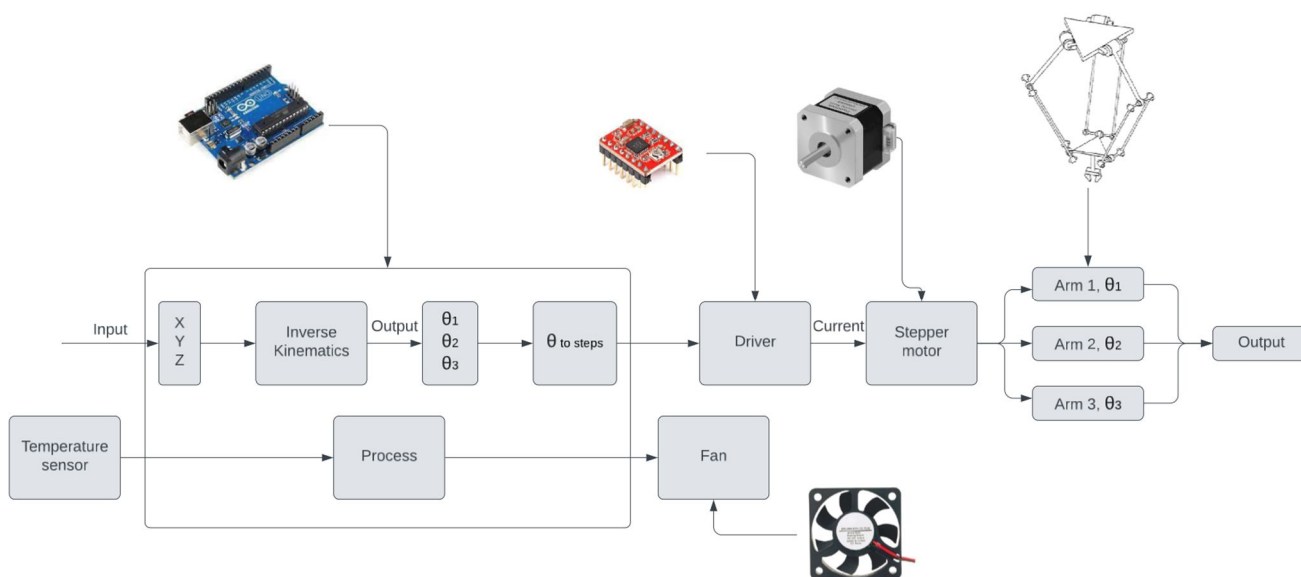 UNO
Input
X
Y
Z
Inverse
Kinematics
Output
θ1
θ2
θ3
θ to steps
Driver
Current
Stepper
motor
Arm 1, θ1
Arm 2, θ2
Arm 3, θ3
Output
Temperature
sensor
Process
Fan